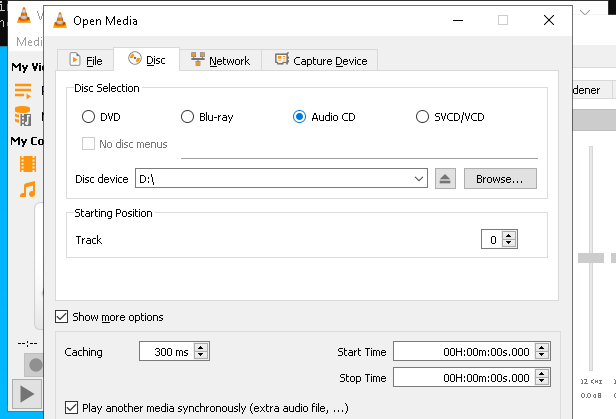 Open Media
Medi
File
Disc
Network
Capture Device
My Vi
Disc Selection
dener
DVD
Blu-ray
Audio CD
SVCD/VCD
No disc menus
My Co
Disc device
D:\
Browse...
Starting Position
Track
0
Show more options
--:--
Caching
300 ms
Start Time
00H:00m:00s.000
Stop Time
00H:00m:00s.000
12 KHz
0.0 dB
Play another media synchronously (extra audio file, ...)